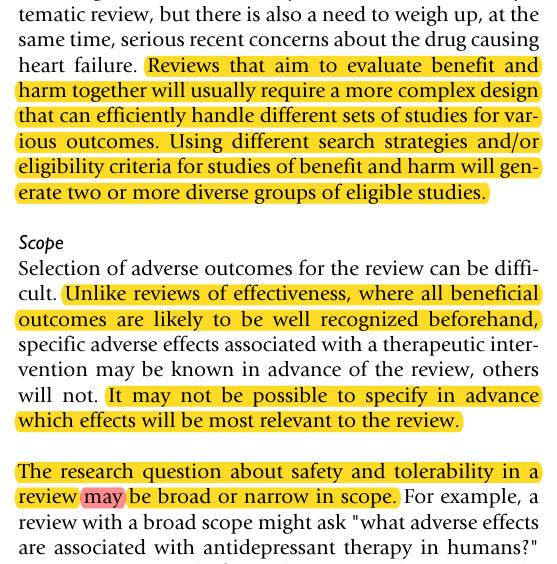 tematic review, but there is also a need to weigh up, at the
same time, serious recent concerns about the drug causing
heart failure. Reviews that aim to evaluate benefit and
harm together will usually require a more complex design
that can efficiently handle different sets of studies for var-
ious outcomes. Using different search strategies and/or
eligibility criteria for studies of benefit and harm will gen-
erate two or more diverse groups of eligible studies.
Scope
Selection of adverse outcomes for the review can be diffi-
cult. Unlike reviews of effectiveness, where all beneficial
outcomes are likely to be well recognized beforehand,
specific adverse effects associated with a therapeutic inter-
vention may be known in advance of the review, others
will not. It may not be possible to specify in advance
which effects will be most relevant to the review.
The research question about safety and tolerability in a
review may be broad or narrow in scope. For example, a
review with a broad scope might ask "what adverse effects
are associated with antidepressant therapy in humans?"